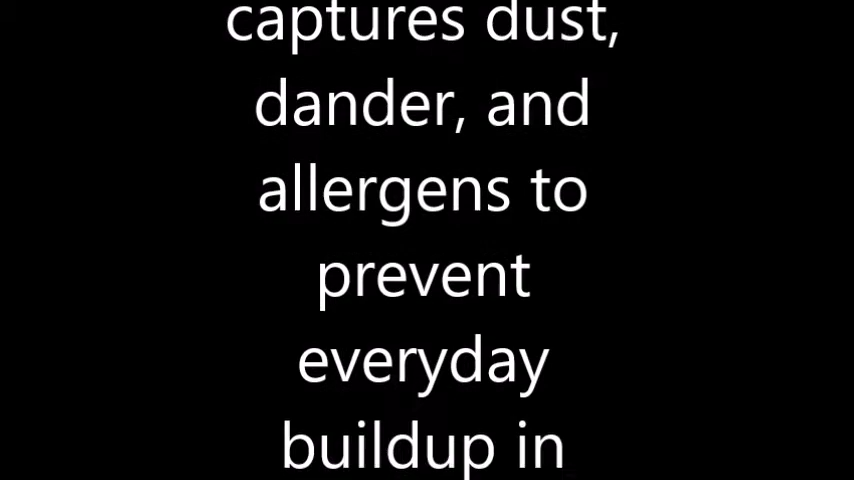 captures dust,
dander, and
allergens to
prevent
everyday
buildup in